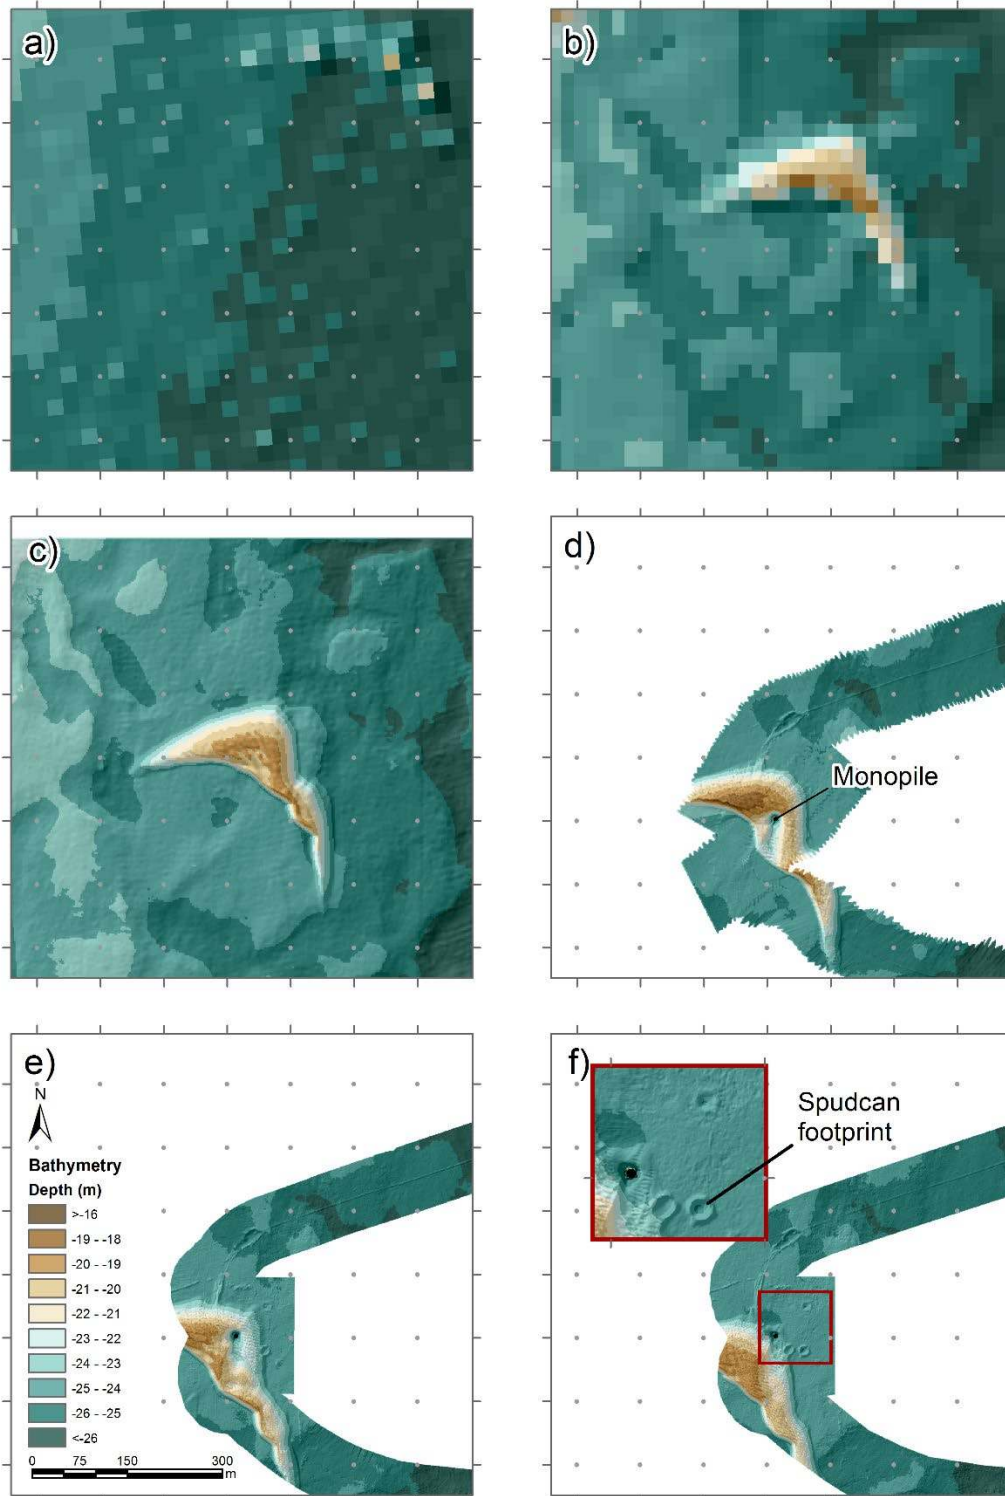 a)
b)
c)
d)
Monopile
e)
N
Bathymetry
Depth (m)
>-16
-19 - -18
-20 - -19
-21 - -20
-22 - -21
-23 - -22
-24 - -23
-25 - -24
-26 - -25
<-26
0 75 150 300
m
f)
Spudcan
footprint